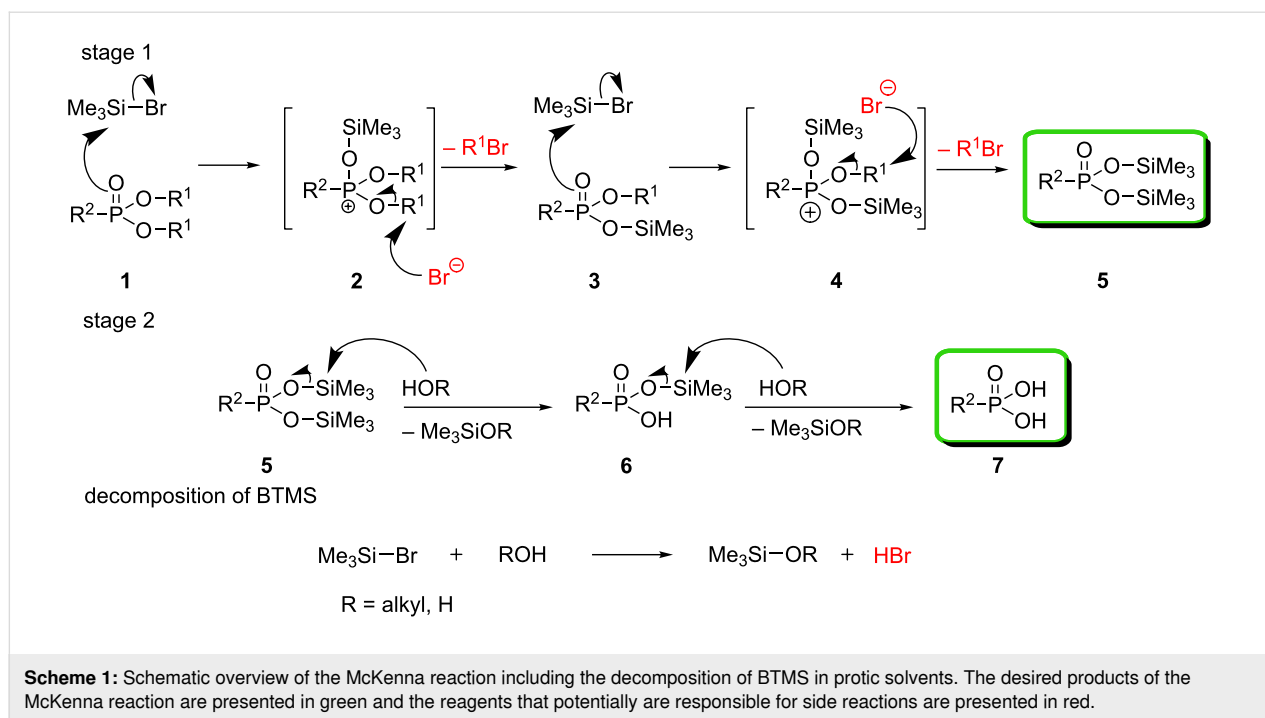 stage 1
Me₃Si–Br
R²–P
O
O–R¹
O–R¹
1
SiMe₃
O
R²–P
⊕
O–R¹
O–R¹
Br⊖
2
– R¹Br
Me₃Si–Br
O
R²–P
O–R¹
O–SiMe₃
3
SiMe₃
O
R²–P
⊕
O–R¹
O–SiMe₃
Br⊖
4
– R¹Br
O
R²–P
O–SiMe₃
O–SiMe₃
5
stage 2
O
R²–P
O–SiMe₃
O–SiMe₃
5
HOR
– Me₃SiOR
O
R²–P
O–SiMe₃
OH
6
HOR
– Me₃SiOR
O
R²–P
OH
OH
7
decomposition of BTMS
Me₃Si–Br + ROH Me₃Si–OR + HBr
R = alkyl, H
Scheme 1: Schematic overview of the McKenna reaction including the decomposition of BTMS in protic solvents. The desired products of the
McKenna reaction are presented in green and the reagents that potentially are responsible for side reactions are presented in red.